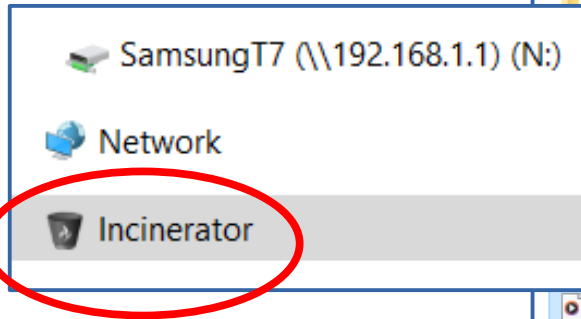 SamsungT7 (\\192.168.1.1) (N:)
Network
Incinerator